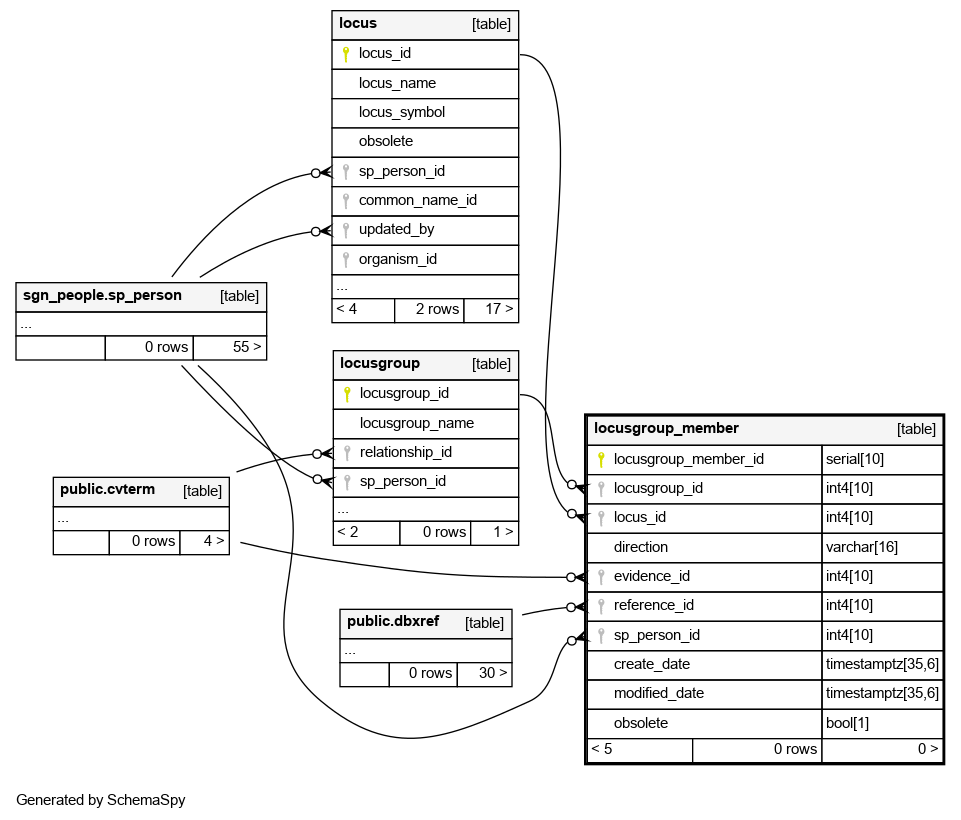 locus [table]
locus_id
locus_name
locus_symbol
obsolete
sp_person_id
common_name_id
updated_by
organism_id
...
< 4 2 rows 17 >
sgn_people.sp_person [table]
...
0 rows 55 >
locusgroup [table]
locusgroup_id
locusgroup_name
relationship_id
sp_person_id
...
< 2 0 rows 1 >
public.cvterm [table]
...
0 rows 4 >
public.dbxref [table]
...
0 rows 30 >
locusgroup_member [table]
locusgroup_member_id serial[10]
locusgroup_id int4[10]
locus_id int4[10]
direction varchar[16]
evidence_id int4[10]
reference_id int4[10]
sp_person_id int4[10]
create_date timestamptz[35,6]
modified_date timestamptz[35,6]
obsolete bool[1]
< 5 0 rows 0 >
Generated by SchemaSpy